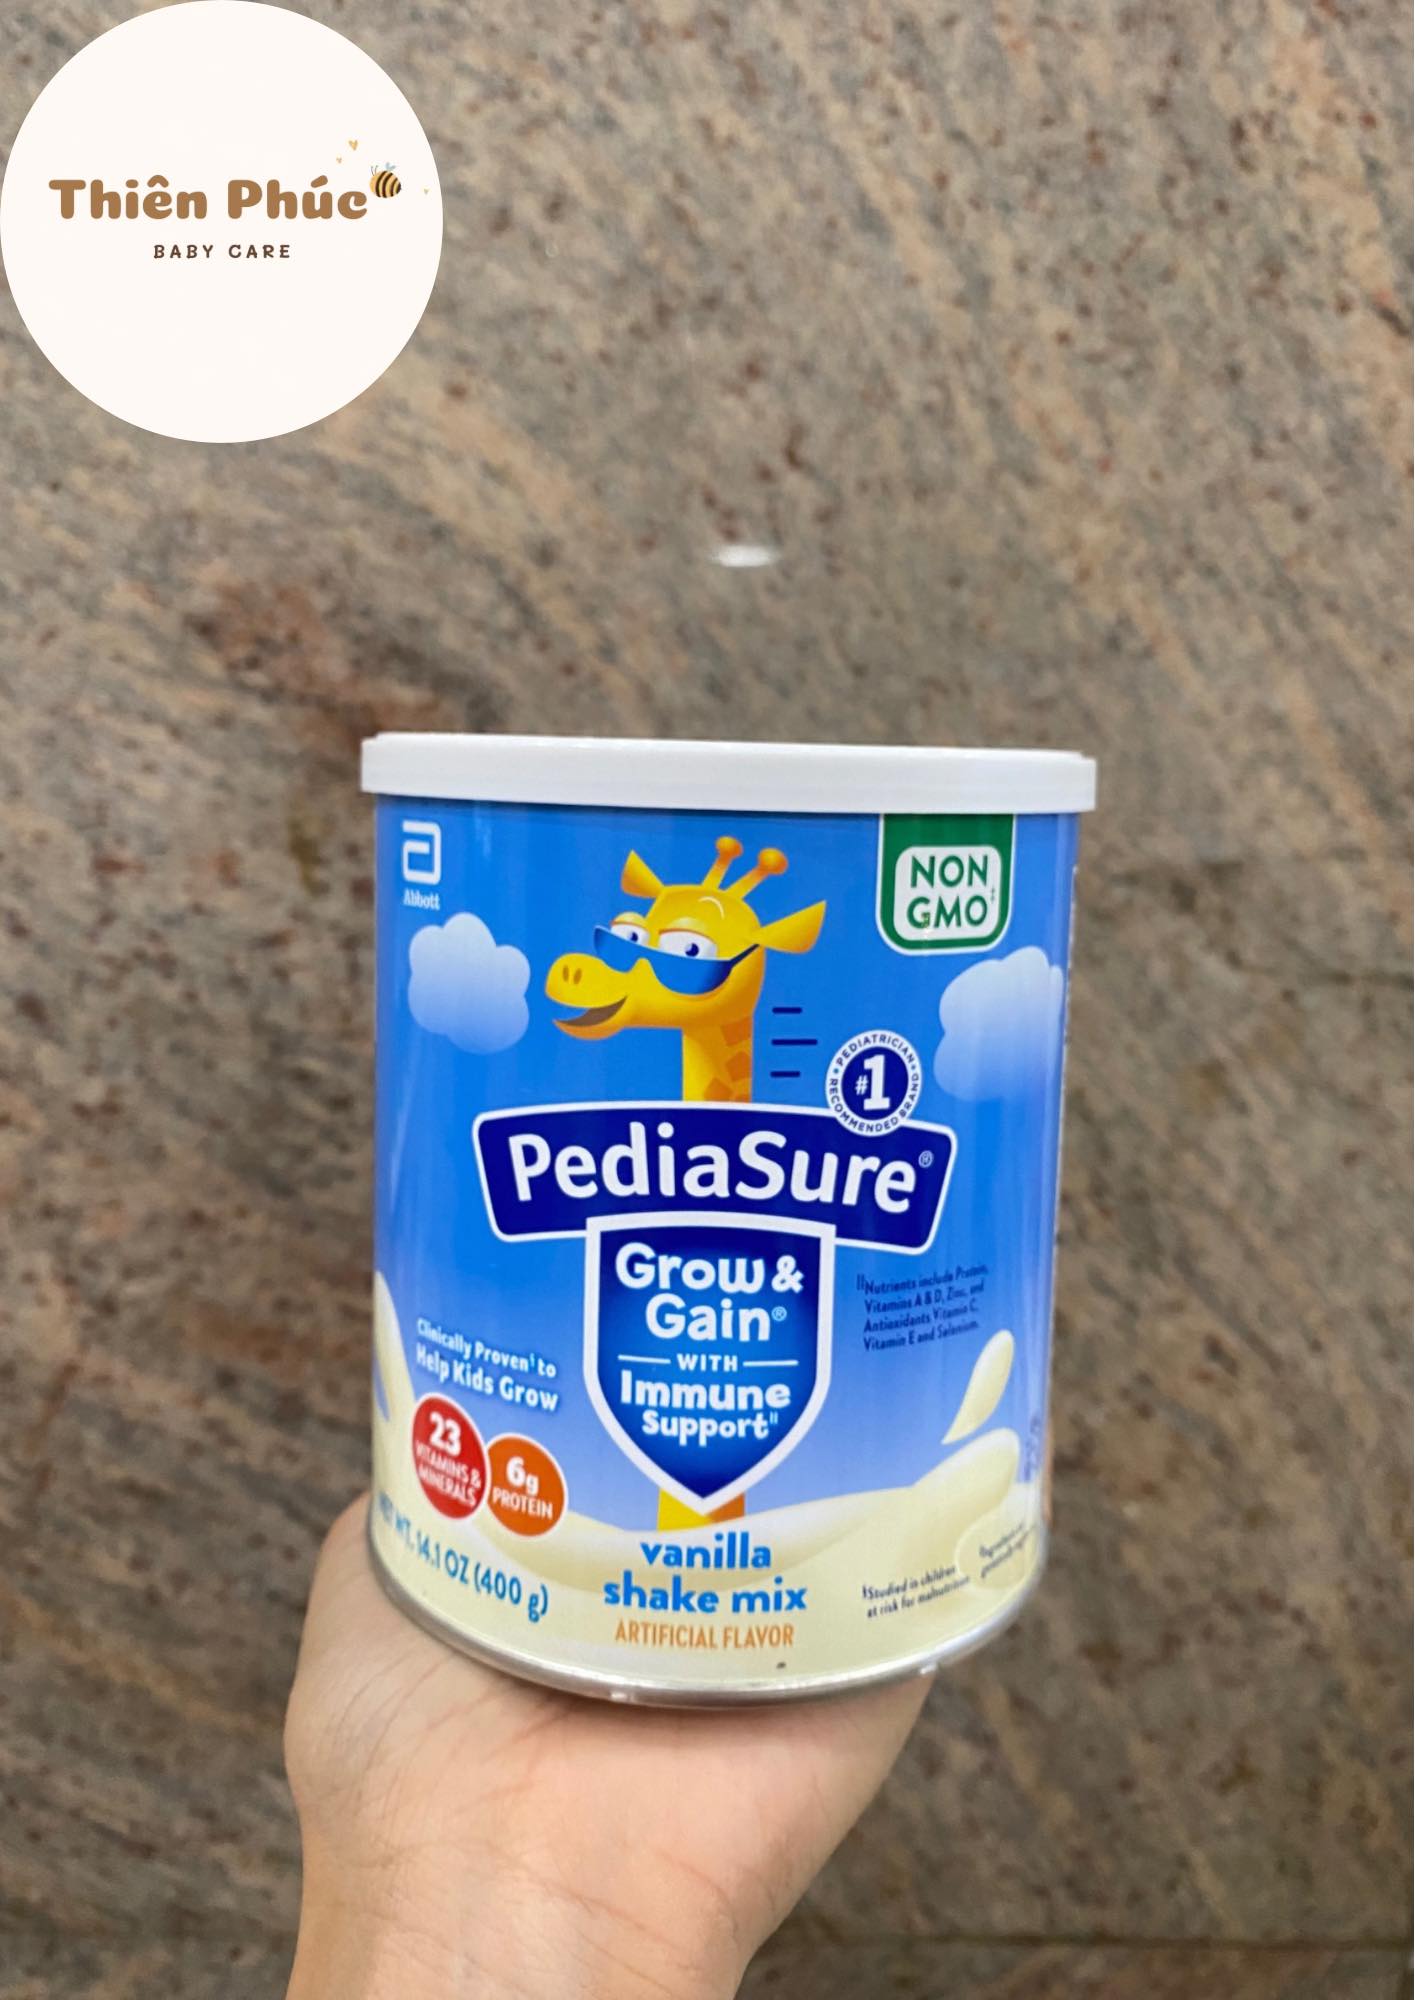 Thiên Phúc
BABY CARE
Abbott
NON
GMO‡
PEDIATRICIAN
RECOMMENDED BRAND
#1
PediaSure®
Grow &
Gain®
WITH
Immune
Support||
||Nutrients include Protein,
Vitamins A & D, Zinc, and
Antioxidants Vitamin C,
Vitamin E and Selenium.
Clinically Proven§ to
Help Kids Grow
23
VITAMINS &
MINERALS
6g
PROTEIN
NET WT. 14.1 OZ (400 g)
vanilla
shake mix
ARTIFICIAL FLAVOR
§Studied in children
at risk for malnutrition